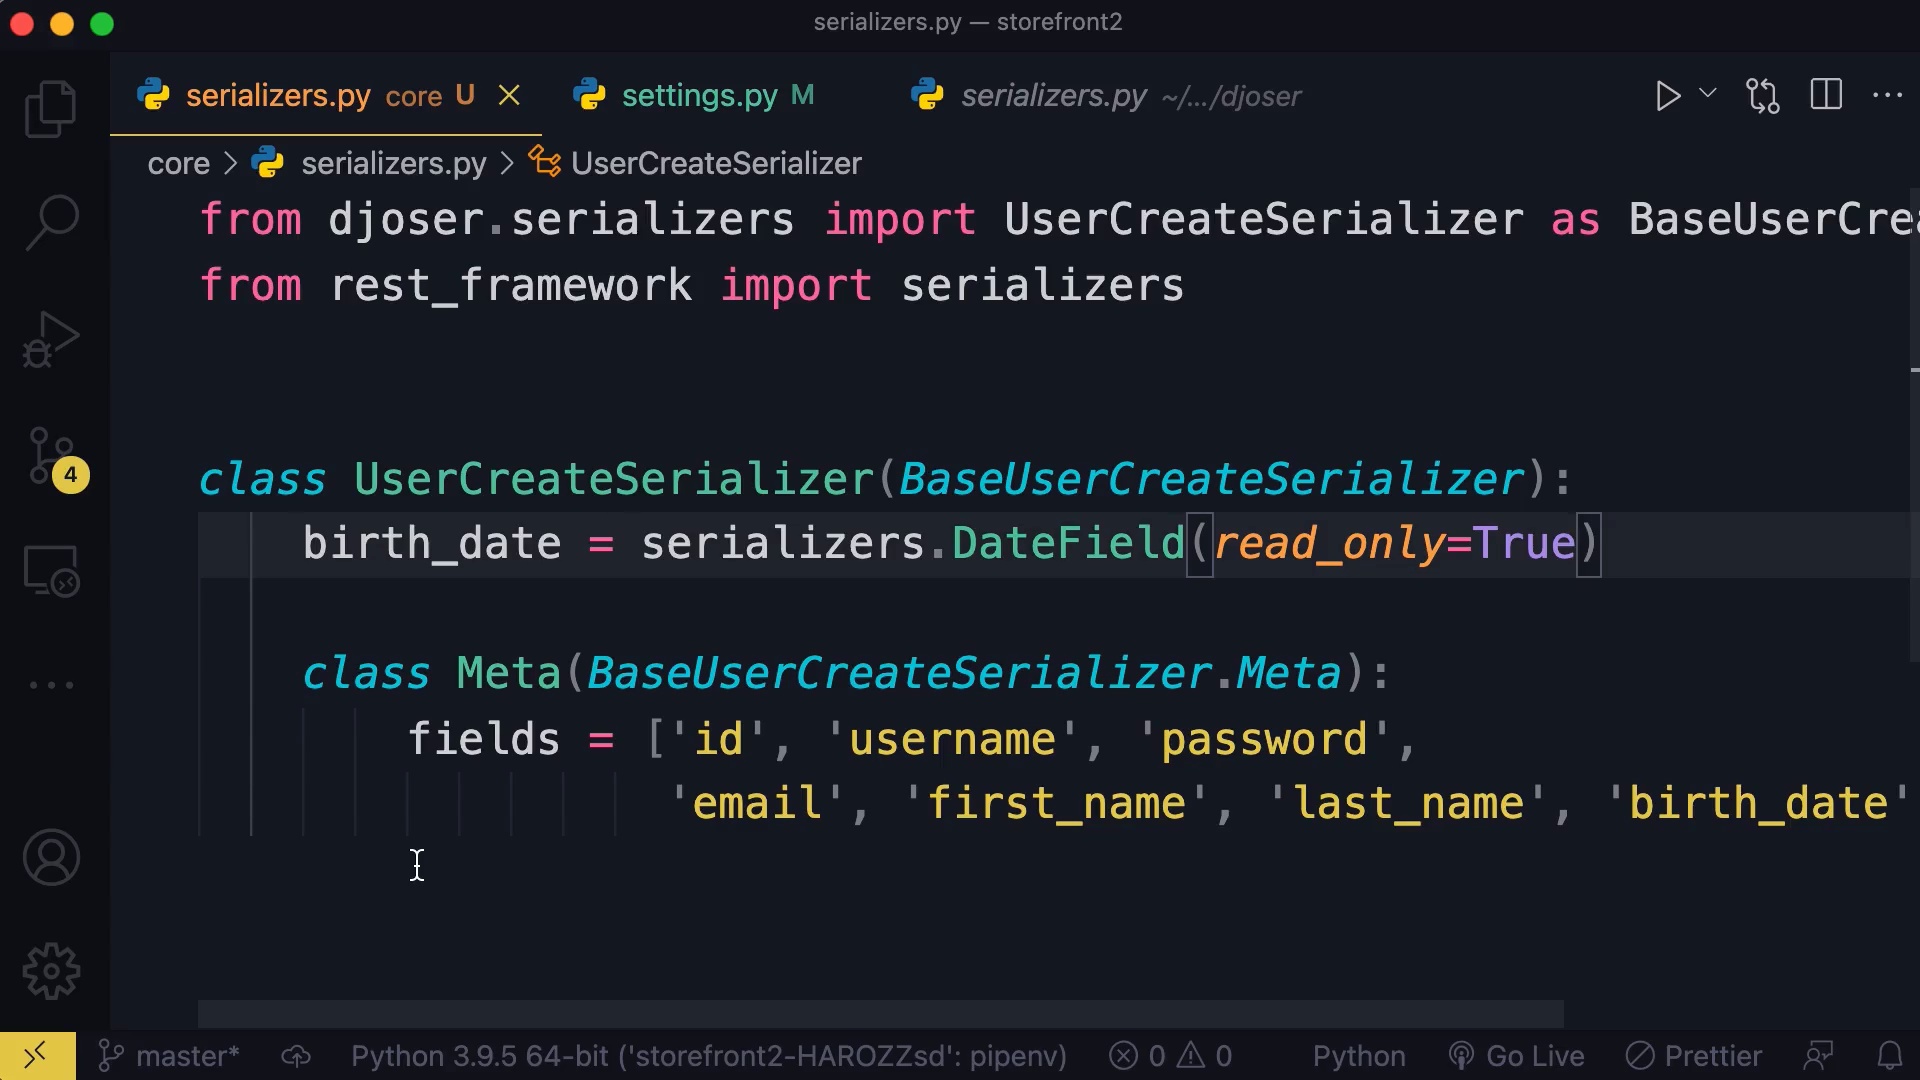 serializers.py — storefront2
serializers.py core U settings.py M serializers.py ~/.../djoser
core > serializers.py > UserCreateSerializer
from djoser.serializers import UserCreateSerializer as BaseUserCrea
from rest_framework import serializers
class UserCreateSerializer(BaseUserCreateSerializer):
birth_date = serializers.DateField(read_only=True)
class Meta(BaseUserCreateSerializer.Meta):
fields = ['id', 'username', 'password',
'email', 'first_name', 'last_name', 'birth_date'
4
master* Python 3.9.5 64-bit ('storefront2-HAROZZsd': pipenv) 0 0 Python Go Live Prettier